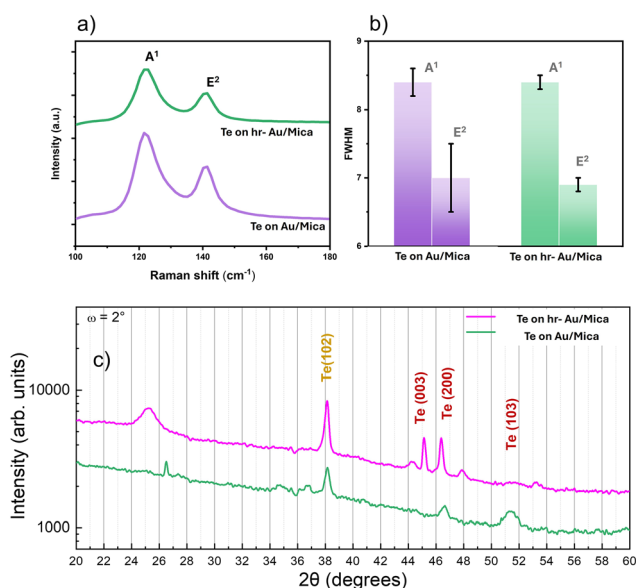 a)
A¹
E²
Te on hr- Au/Mica
Te on Au/Mica
Intensity (a.u.)
100 120 140 160 180
Raman shift (cm⁻¹)
b)
A¹
E²
A¹
E²
FWHM
9
8
7
6
Te on Au/Mica Te on hr- Au/Mica
ω = 2°
c)
Te on hr- Au/Mica
Te on Au/Mica
Te(102)
Te (003)
Te (200)
Te (103)
Intensity (arb. units)
10000
1000
20 22 24 26 28 30 32 34 36 38 40 42 44 46 48 50 52 54 56 58 60
2θ (degrees)